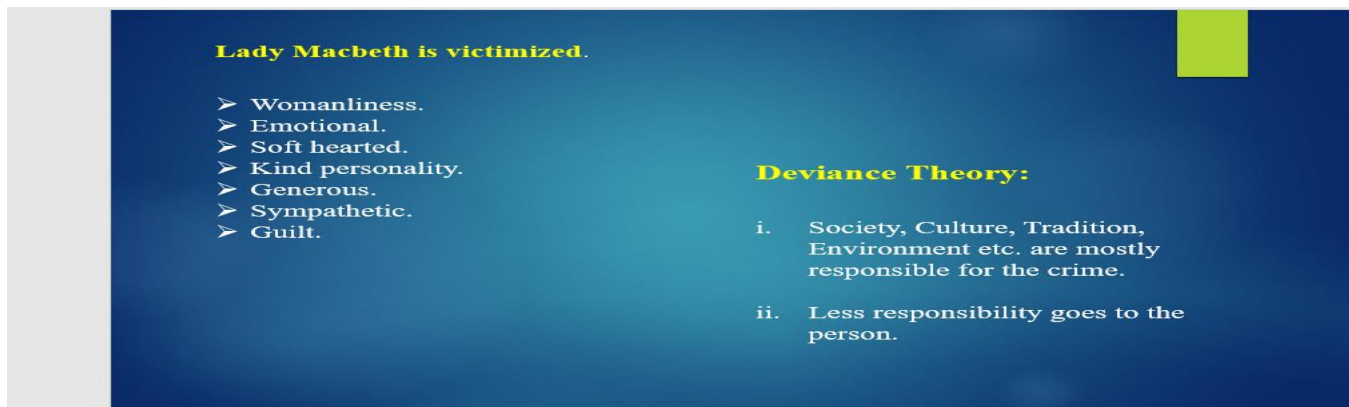 Lady Macbeth is victimized.
➢ Womanliness.
➢ Emotional.
➢ Soft hearted.
➢ Kind personality.
➢ Generous.
➢ Sympathetic.
➢ Guilt.
Deviance Theory:
i. Society, Culture, Tradition,
Environment etc. are mostly
responsible for the crime.
ii. Less responsibility goes to the
person.